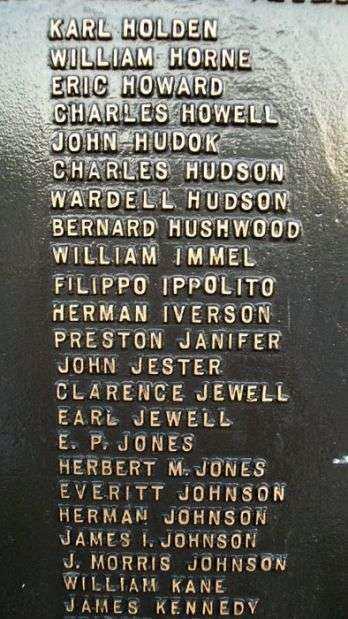 KARL HOLDEN
WILLIAM HORNE
ERIC HOWARD
CHARLES HOWELL
JOHN HUDOK
CHARLES HUDSON
WARDELL HUDSON
BERNARD HUSHWOOD
WILLIAM IMMEL
FILIPPO IPPOLITO
HERMAN IVERSON
PRESTON JANIFER
JOHN JESTER
CLARENCE JEWELL
EARL JEWELL
E. P. JONES
HERBERT M. JONES
EVERITT JOHNSON
HERMAN JOHNSON
JAMES I. JOHNSON
J. MORRIS JOHNSON
WILLIAM KANE
JAMES KENNEDY